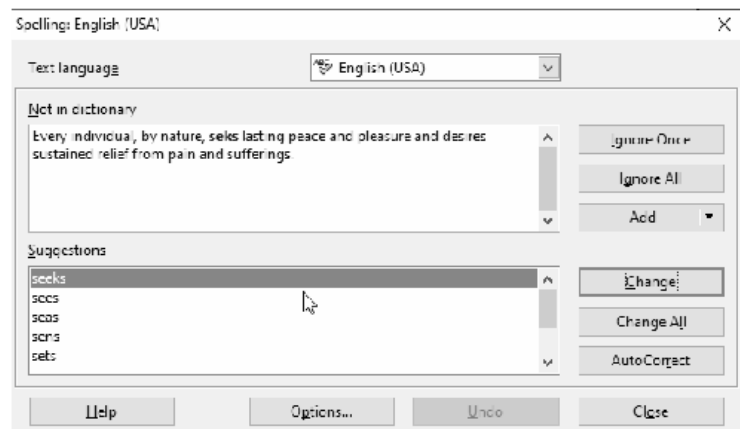 Spelling: English (USA)
Text language
English (USA)
Not in dictionary
Every individual, by nature, seks lasting peace and pleasure and desires
sustained relief from pain and sufferings
Ignore Once
Ignore All
Add
Suggestions
seeks
sees
seas
sens
sets
Change
Change All
AutoCorrect
Help
Options...
Undo
Close